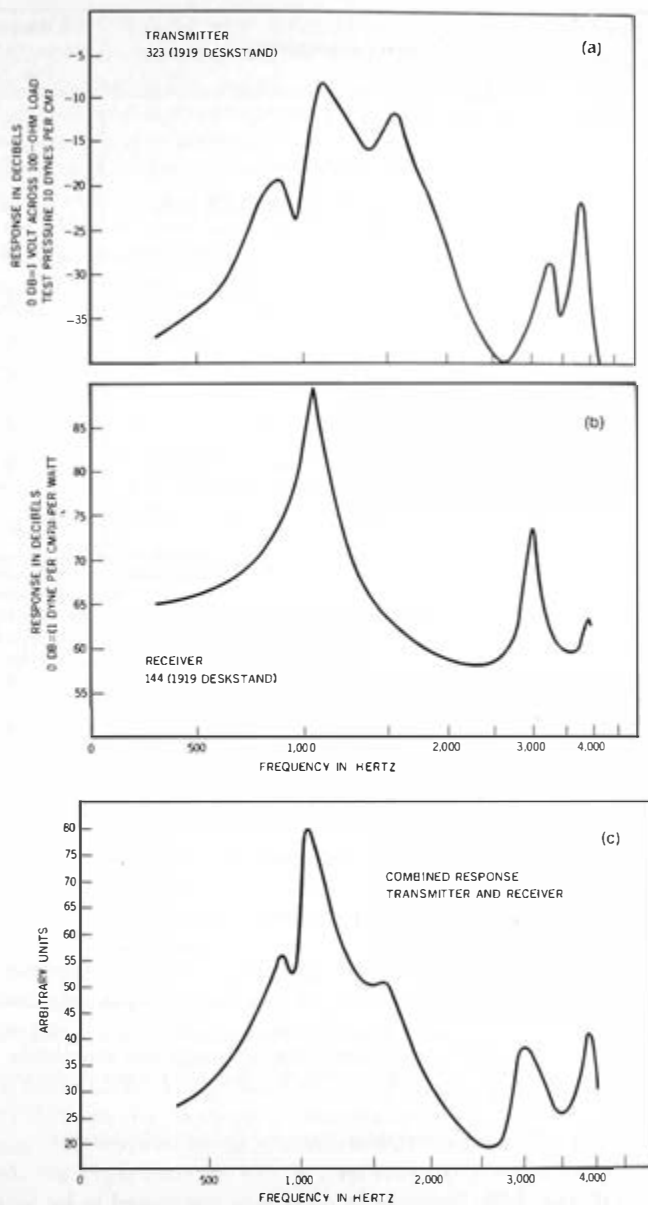 (a)
TRANSMITTER
323 (1919 DESKSTAND)
RESPONSE IN DECIBELS
0 DB=1 VOLT ACROSS 100-OHM LOAD
TEST PRESSURE 10 DYNES PER CM2
-5
-10
-15
-20
-25
-30
-35
(b)
RESPONSE IN DECIBELS
85
80
75
70
65
60
55
RECEIVER
144 (1919 DESKSTAND)
0 500 1,000 2,000 3,000 4,000
FREQUENCY IN HERTZ
(c)
COMBINED RESPONSE
TRANSMITTER AND RECEIVER
ARBITRARY UNITS
80
75
70
65
60
55
50
45
40
35
30
25
20
0 500 1,000 2,000 3,000 4,000
FREQUENCY IN HERTZ